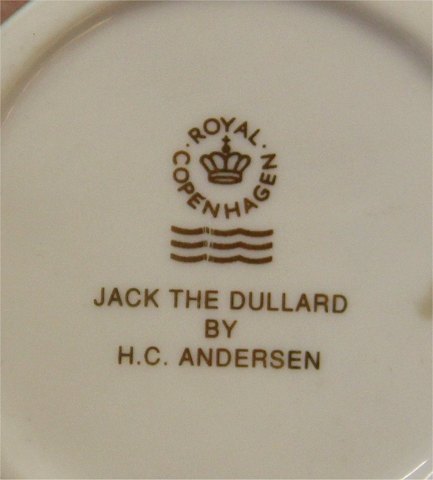 ROYAL
COPENHAGEN
JACK THE DULLARD
BY
H.C. ANDERSEN